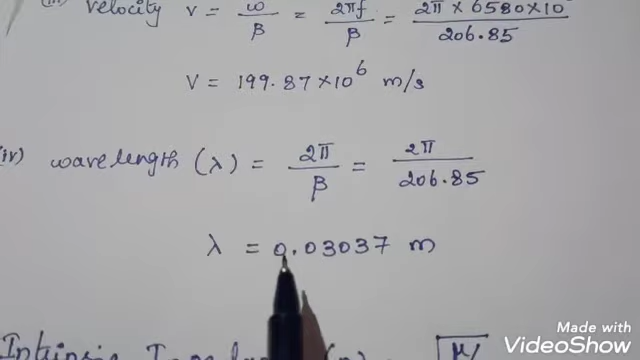 velocity v = ω/β = 2πf/β = 2π × 6580×10/206.85
V = 199.87 ×10⁶ m/s
iv) wavelength (λ) = 2π/β = 2π/206.85
λ = 0.03037 m
Made with
VideoShow